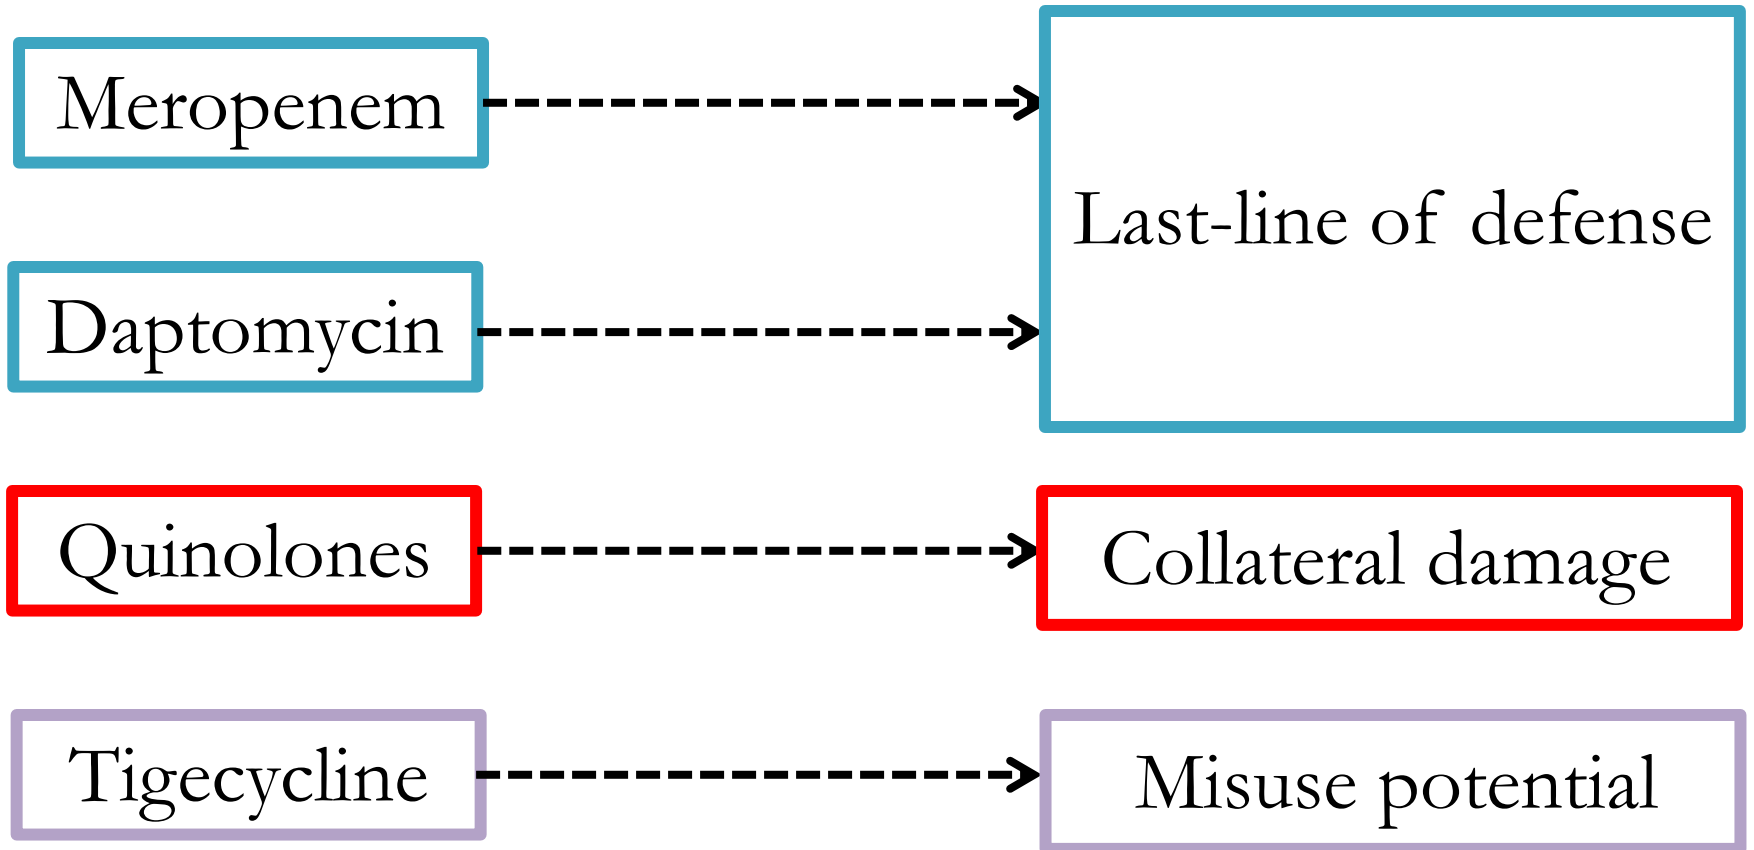 Meropenem
Last-line of defense
Daptomycin
Quinolones
Collateral damage
Tigecycline
Misuse potential